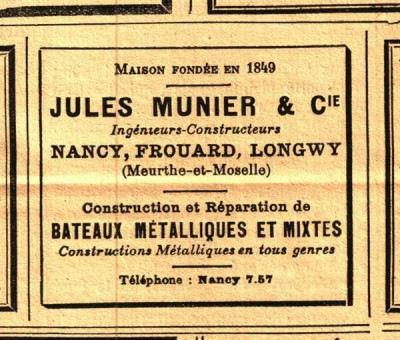 MAISON FONDÉE EN 1849
JULES MUNIER & CIE
Ingénieurs-Constructeurs
NANCY, FROUARD, LONGWY
(Meurthe-et-Moselle)
Construction et Réparation de
BATEAUX MÉTALLIQUES ET MIXTES
Constructions Métalliques en tous genres
Téléphone : Nancy 7.57